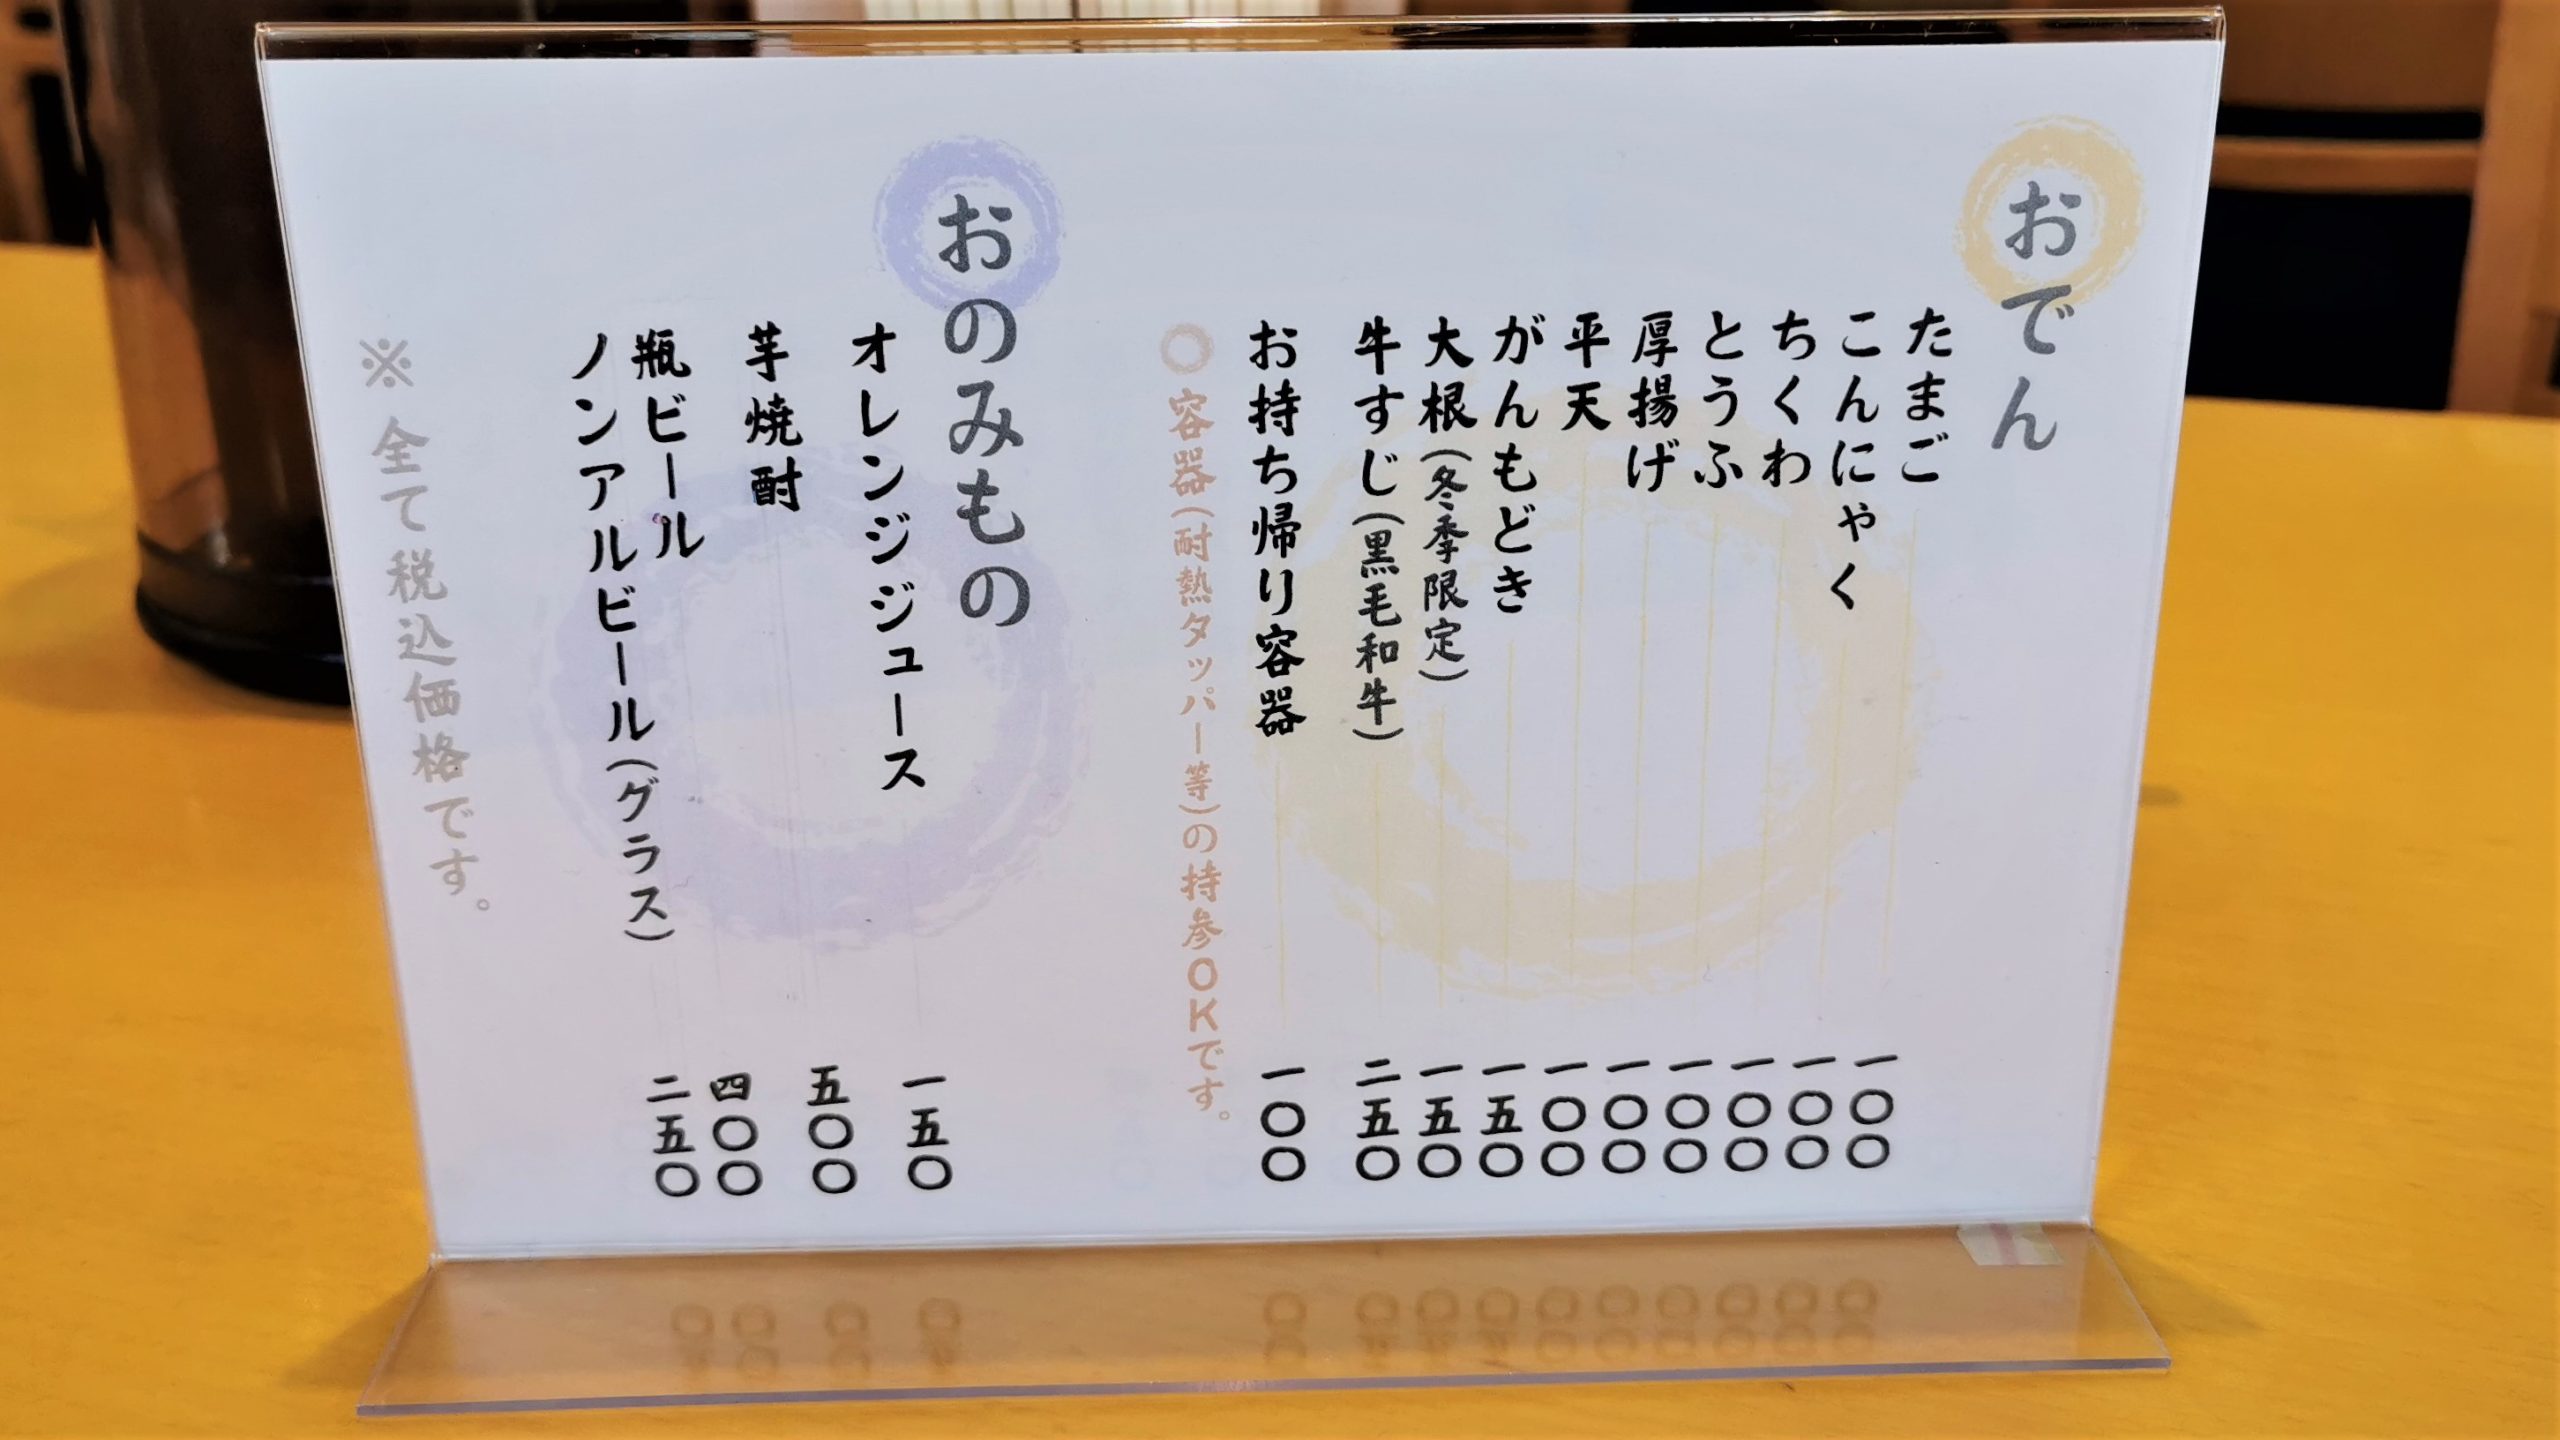 おでん
たまご 一〇〇
こんにゃく 一〇〇
ちくわ 一〇〇
とうふ 一〇〇
厚揚げ 一〇〇
平天 一〇〇
がんもどき 一五〇
大根(冬季限定) 一五〇
牛すじ(黒毛和牛) 二五〇
お持ち帰り容器 一〇〇
〇容器(耐熱タッパー等)の持参OKです。
おのみもの
オレンジジュース 一五〇
芋焼酎 五〇〇
瓶ビール 四〇〇
ノンアルビール(グラス) 二五〇
※全て税込価格です。